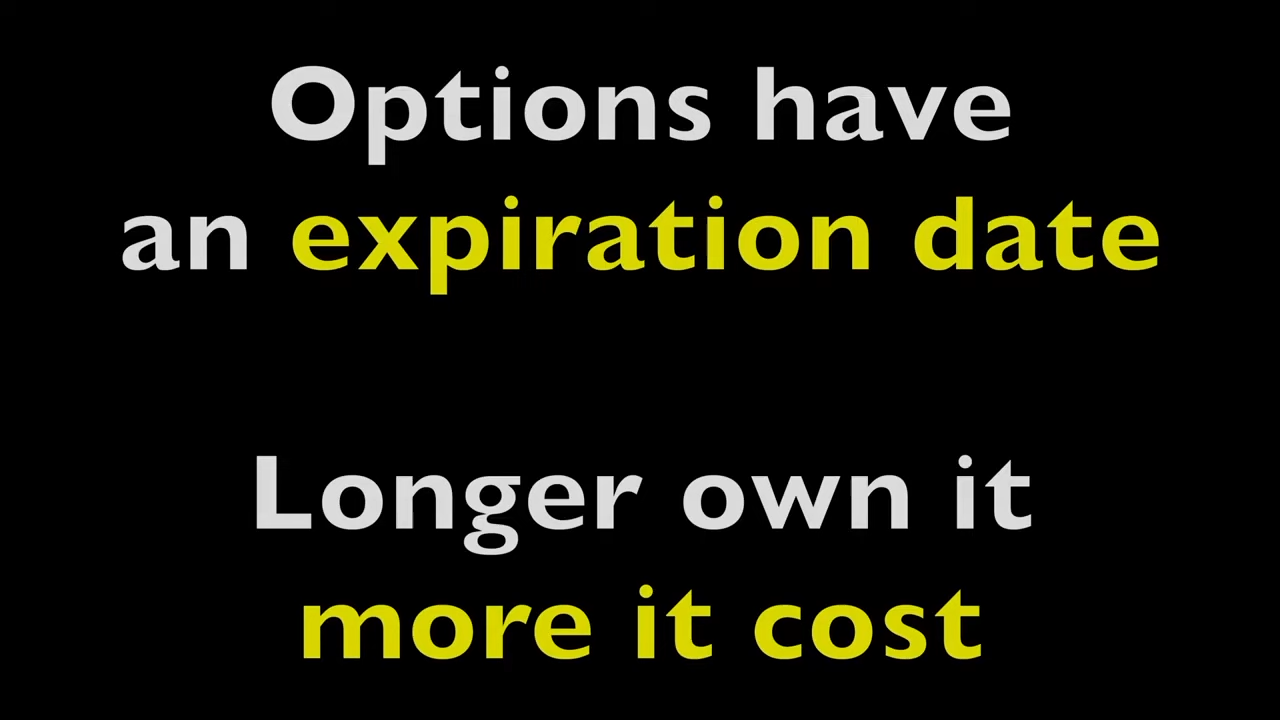 Options have
an expiration date
Longer own it
more it cost